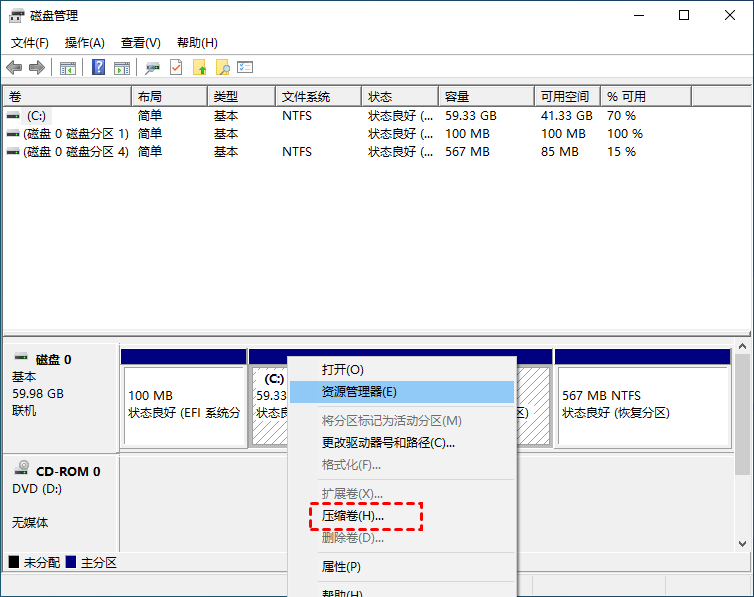 磁盘管理
文件(F) 操作(A) 查看(V) 帮助(H)
卷 布局 类型 文件系统 状态 容量 可用空间 % 可用
(C:) 简单 基本 NTFS 状态良好 (... 59.33 GB 41.33 GB 70 %
(磁盘 0 磁盘分区 1) 简单 基本 状态良好 (... 100 MB 100 MB 100 %
(磁盘 0 磁盘分区 4) 简单 基本 NTFS 状态良好 (... 567 MB 85 MB 15 %
磁盘 0
基本
59.98 GB
联机
100 MB
状态良好 (EFI 系统分
(C:)
59.33
状态良
区)
567 MB NTFS
状态良好 (恢复分区)
打开(O)
资源管理器(E)
将分区标记为活动分区(M)
更改驱动器号和路径(C)...
格式化(F)...
扩展卷(X)...
压缩卷(H)...
删除卷(D)...
属性(P)
帮助(H)
CD-ROM 0
DVD (D:)
无媒体
未分配 主分区